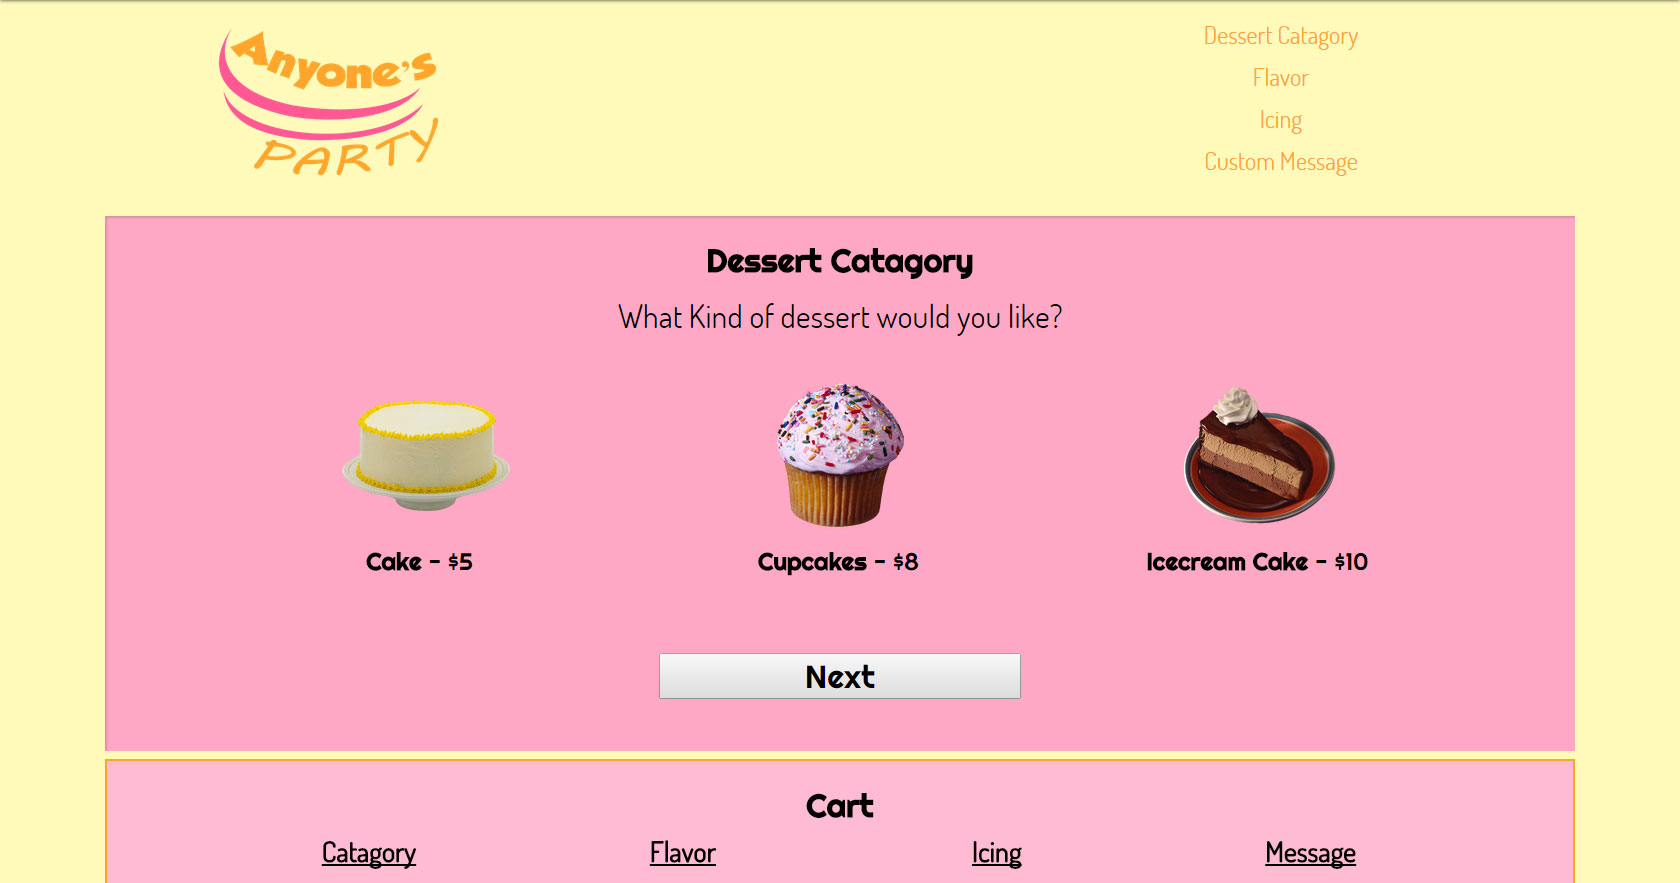 Anyone's
PARTY
Dessert Catagory
Flavor
Icing
Custom Message
Dessert Catagory
What Kind of dessert would you like?
Cake - $5
Cupcakes - $8
Icecream Cake - $10
Next
Cart
Catagory Flavor Icing Message